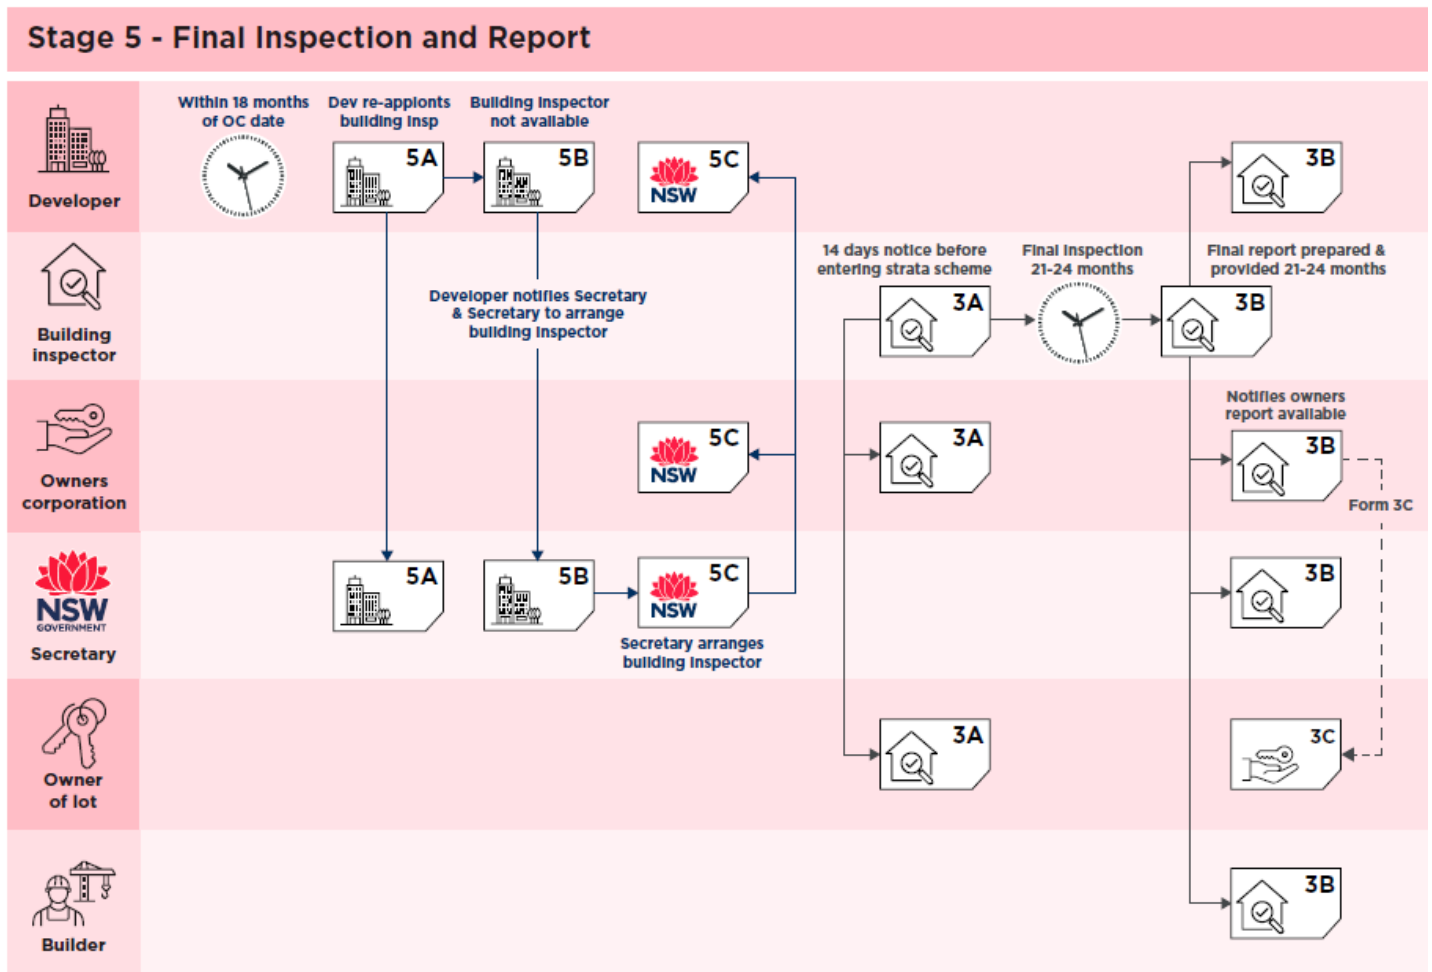 Stage 5 - Final Inspection and Report
Within 18 months
of OC date
Dev re-appionts
building insp
Building inspector
not available
5A
5B
5C
NSW
3B
Developer
14 days notice before
entering strata scheme
Final inspection
21-24 months
Final report prepared &
provided 21-24 months
Developer notifies Secretary
& Secretary to arrange
building inspector
3A
3B
Building
inspector
Notifies owners
report available
5C
NSW
3A
3B
Owners
corporation
Form 3C
NSW
GOVERNMENT
Secretary
5A
5B
5C
NSW
Secretary arranges
building inspector
3B
Owner
of lot
3A
3C
Builder
3B